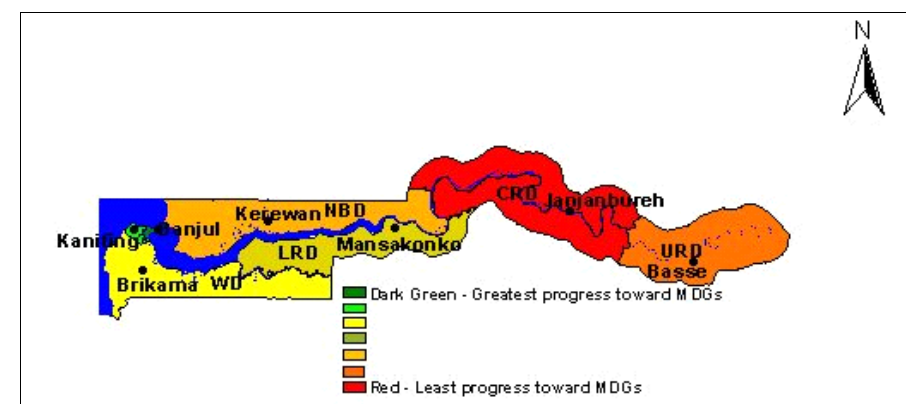 N
CRD
Janjanbureh
Kerewan
NBD
Banjul
Kanifing
Mansakonko
LRD
URD
Basse
Brikama
WD
Dark Green - Greatest progress toward MDGs
Red - Least progress toward MDGs